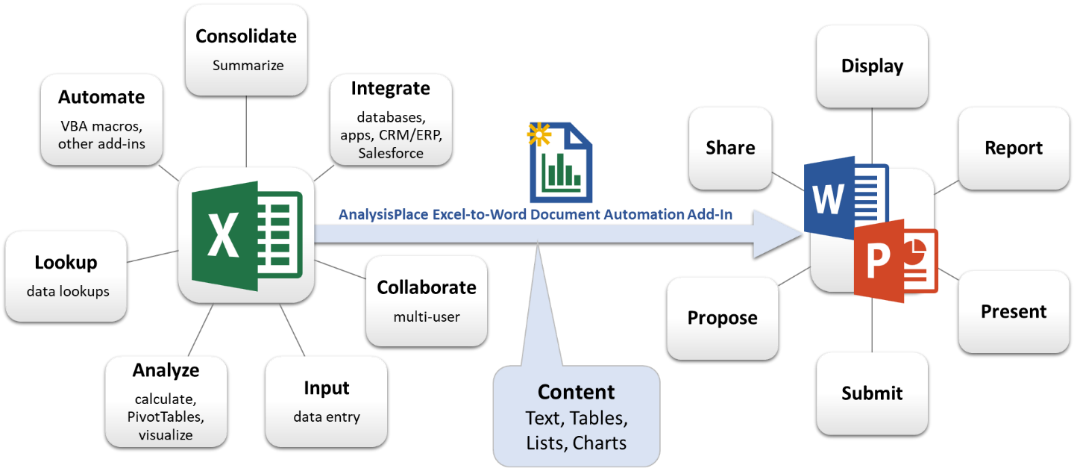 Consolidate
Summarize
Automate
VBA macros,
other add-ins
Integrate
databases,
apps, CRM/ERP,
Salesforce
X
Lookup
data lookups
Collaborate
multi-user
Analyze
calculate,
PivotTables,
visualize
Input
data entry
AnalysisPlace Excel-to-Word Document Automation Add-In
Content
Text, Tables,
Lists, Charts
Display
Share
Report
W
P
Propose
Present
Submit